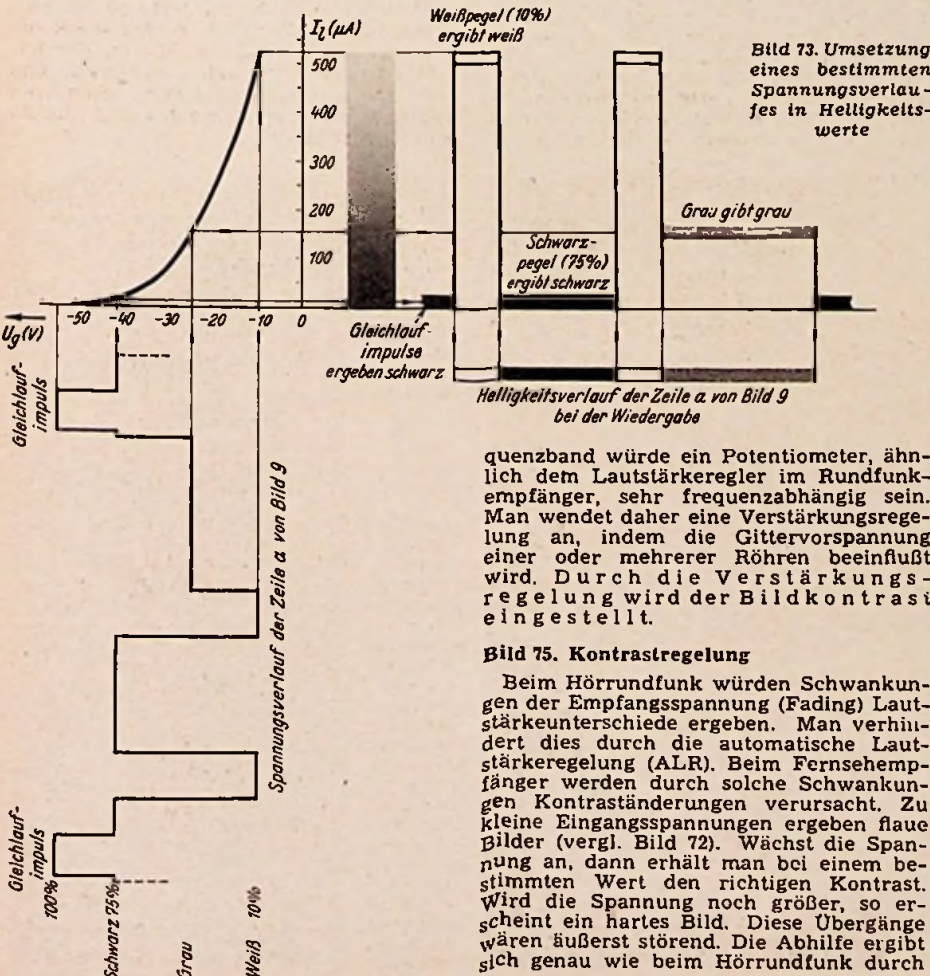 Weißpegel (10%)
ergibt weiß
I_l (μA)
500
400
300
200
100
Bild 73. Umsetzung
eines bestimmten
Spannungsverlau-
fes in Helligkeits-
werte
Grau gibt grau
Schwarz-
pegel (75%)
ergibt schwarz
U_g (V)
-50
-40
-30
-20
-10
0
Gleichlauf-
impulse
ergeben schwarz
Helligkeitsverlauf der Zeile a von Bild 9
bei der Wiedergabe
Gleichlauf-
impuls
Spannungsverlauf der Zeile a von Bild 9
Gleichlauf-
impuls
100%
Schwarz 75%
Grau
Weiß 10%
quenzband würde ein Potentiometer, ähn-
lich dem Lautstärkeregler im Rundfunk-
empfänger, sehr frequenzabhängig sein.
Man wendet daher eine Verstärkungsrege-
lung an, indem die Gittervorspannung
einer oder mehrerer Röhren beeinflußt
wird. Durch die Verstärkungs-
regelung wird der Bildkontrast
eingestellt.
Bild 75. Kontrastregelung
Beim Hörrundfunk würden Schwankun-
gen der Empfangsspannung (Fading) Laut-
stärkeunterschiede ergeben. Man verhin-
dert dies durch die automatische Laut-
stärkeregelung (ALR). Beim Fernsehemp-
fänger werden durch solche Schwankun-
gen Kontraständerungen verursacht. Zu
kleine Eingangsspannungen ergeben flaue
Bilder (vergl. Bild 72). Wächst die Span-
nung an, dann erhält man bei einem be-
stimmten Wert den richtigen Kontrast.
Wird die Spannung noch größer, so er-
scheint ein hartes Bild. Diese Übergänge
wären äußerst störend. Die Abhilfe ergibt
sich genau wie beim Hörrundfunk durch